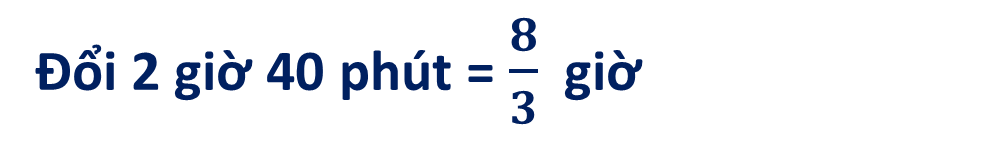 Đổi 2 giờ 40 phút = 8/3 giờ